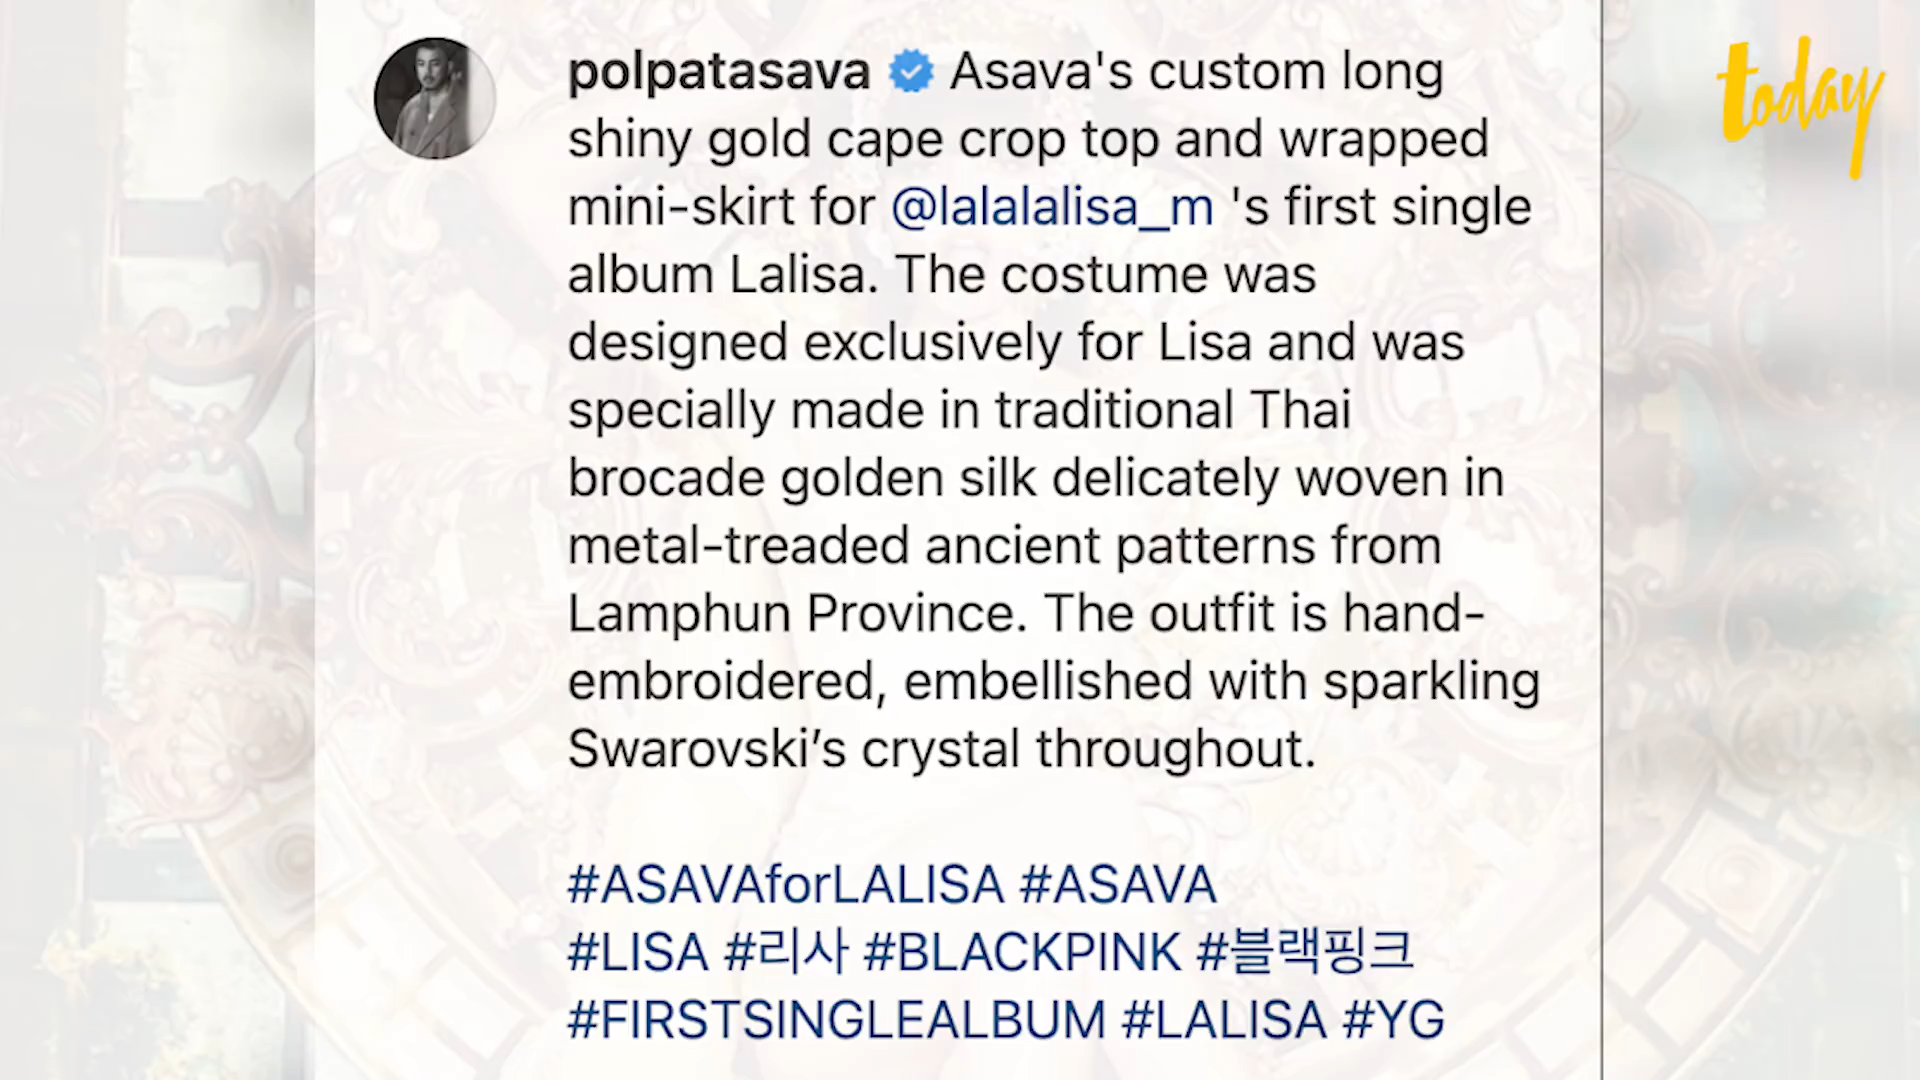 polpatasava Asava's custom long
shiny gold cape crop top and wrapped
mini-skirt for @lalalalisa_m 's first single
album Lalisa. The costume was
designed exclusively for Lisa and was
specially made in traditional Thai
brocade golden silk delicately woven in
metal-treaded ancient patterns from
Lamphun Province. The outfit is hand-
embroidered, embellished with sparkling
Swarovski’s crystal throughout.
#ASAVAforLALISA #ASAVA
#LISA #리사 #BLACKPINK #블랙핑크
#FIRSTSINGLEALBUM #LALISA #YG
today